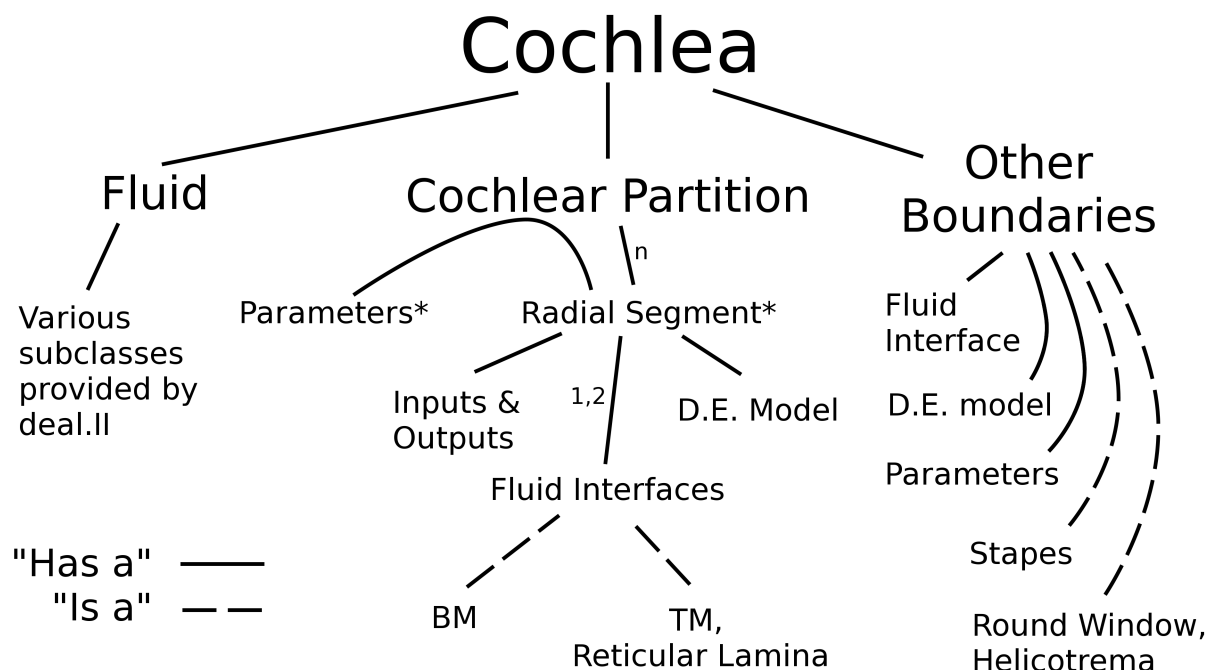 Cochlea
Fluid
Cochlear Partition
Other
Boundaries
n
Various
subclasses
provided by
deal.II
Parameters*
Radial Segment*
Fluid
Interface
Inputs &
Outputs
1,2
D.E. Model
D.E. model
Fluid Interfaces
Parameters
Stapes
"Has a"
"Is a"
BM
TM,
Reticular Lamina
Round Window,
Helicotrema